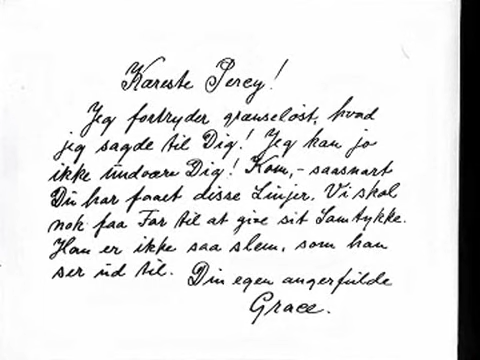 Kæreste Percy!
Jeg fortryder grænseløst, hvad
jeg sagde til Dig! Jeg kan jo
ikke undvære Dig! Kom,- saasnart
Du har faaet disse Linjer. Vi skal
nok faa Far til at give sit Samtykke.
Han er ikke saa slem, som han
ser ud til. Din egen angerfulde
Grace.